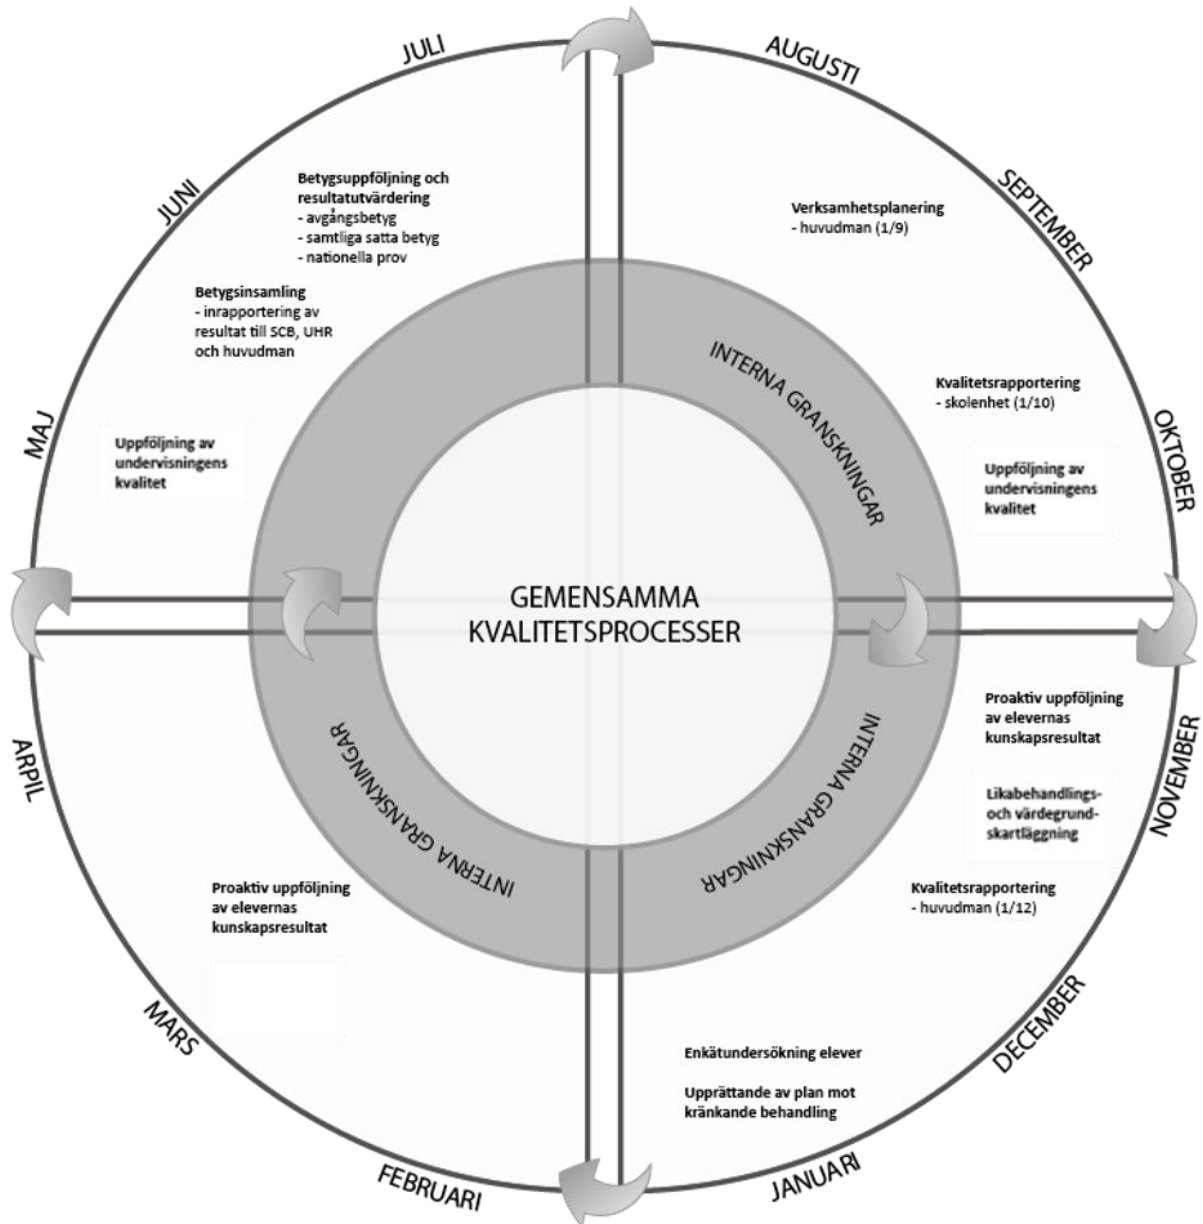 JULI
AUGUSTI
JUNI
SEPTEMBER
Betygsuppföljning och
resultatutvärdering
- avgångsbetyg
- samtliga satta betyg
- nationella prov
Verksamhetsplanering
- huvudman (1/9)
Betygsinsamling
- inrapportering av
resultat till SCB, UHR
och huvudman
INTERNA GRANSKNINGAR
Kvalitetsrapportering
- skolenhet (1/10)
MAJ
OKTOBER
Uppföljning av
undervisningens
kvalitet
Uppföljning av
undervisningens
kvalitet
GEMENSAMMA
KVALITETSPROCESSER
Proaktiv uppföljning
av elevernas
kunskapsresultat
ARPIL
NOVEMBER
INTERNA GRANSKNINGAR
INTERNA GRANSKNINGAR
Likabehandlings-
och värdegrund-
skartläggning
Proaktiv uppföljning
av elevernas
kunskapsresultat
Kvalitetsrapportering
- huvudman (1/12)
MARS
DECEMBER
Enkätundersökning elever
Upprättande av plan mot
kränkande behandling
FEBRUARI
JANUARI